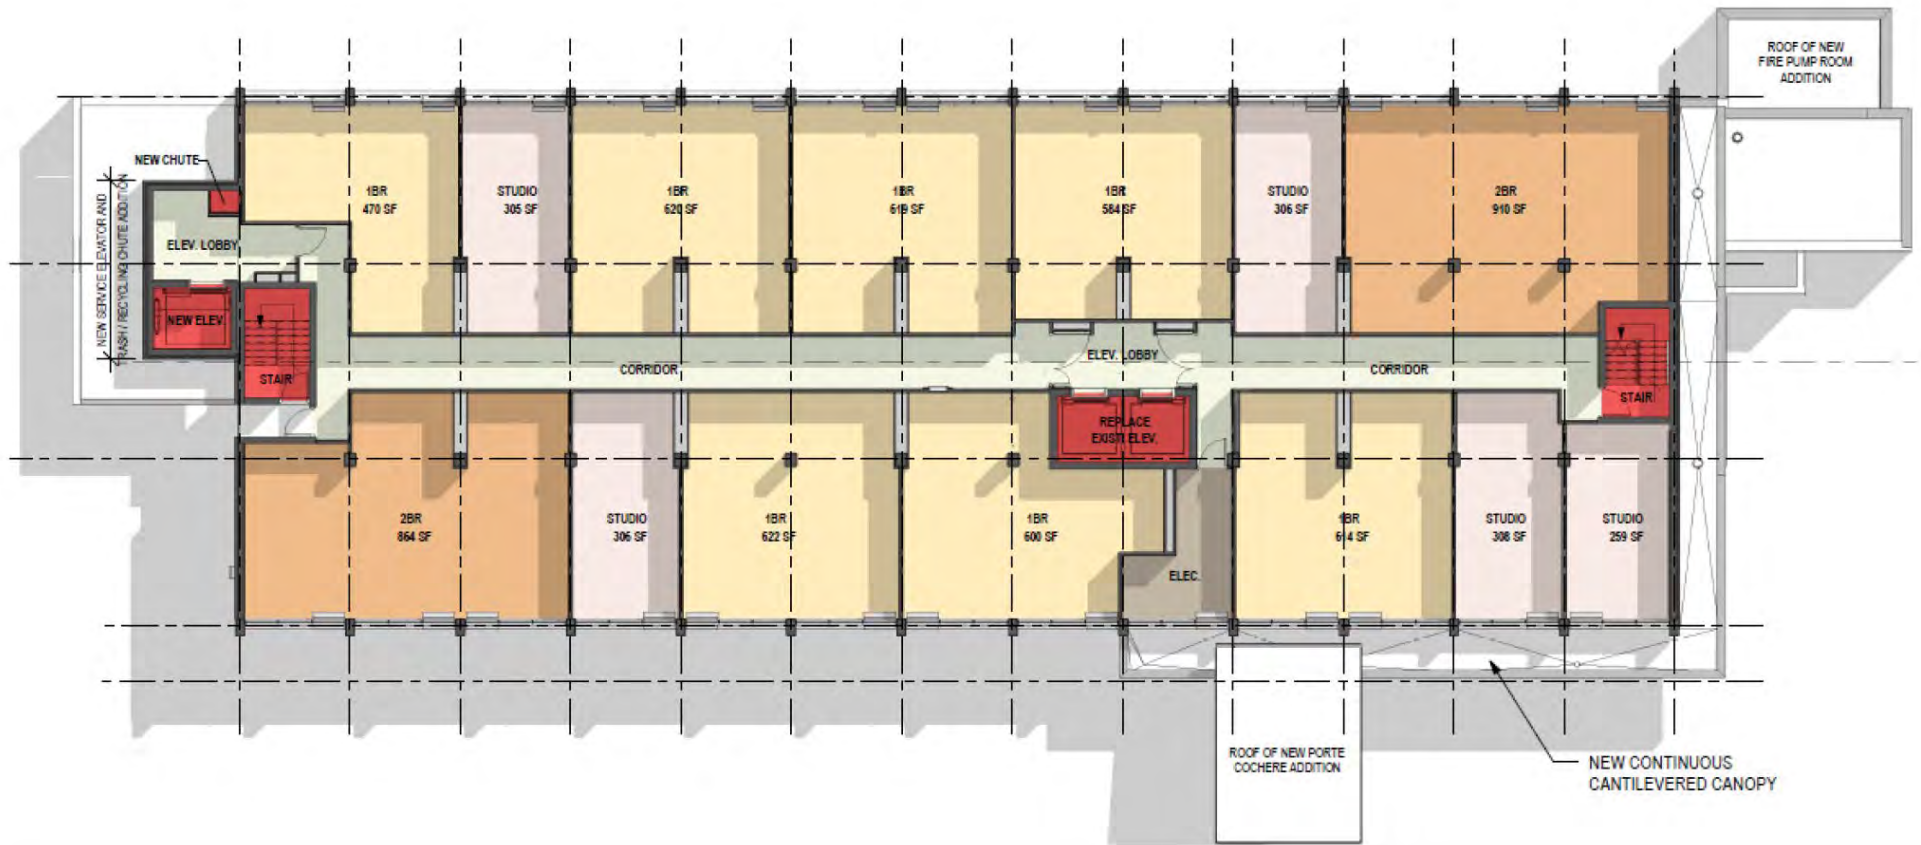 ROOF OF NEW
FIRE PUMP ROOM
ADDITION
NEW CHUTE
NEW SERVICE ELEVATOR AND
TRASH / RECYCLING CHUTE ADDITION
1BR
470 SF
STUDIO
305 SF
1BR
620 SF
1BR
619 SF
1BR
584 SF
STUDIO
306 SF
2BR
910 SF
ELEV. LOBBY
NEW ELEV.
STAIR
CORRIDOR
ELEV. LOBBY
CORRIDOR
STAIR
REPLACE
EXISTI ELEV.
2BR
864 SF
STUDIO
306 SF
1BR
622 SF
1BR
600 SF
ELEC.
1BR
614 SF
STUDIO
308 SF
STUDIO
259 SF
ROOF OF NEW PORTE
COCHERE ADDITION
NEW CONTINUOUS
CANTILEVERED CANOPY